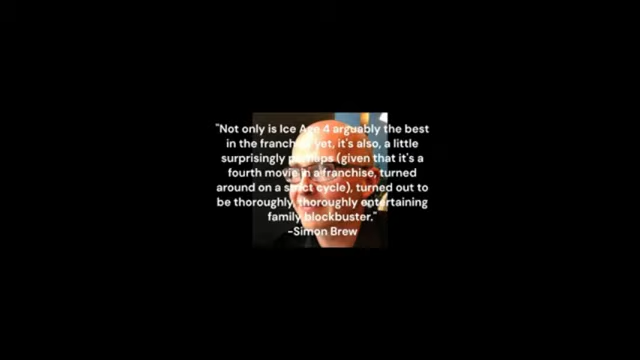 "Not only is Ice Age 4 arguably the best
in the franchise yet, it's also, a little
surprisingly perhaps (given that it's a
fourth movie in a franchise, turned
around on a strict cycle), turned out to
be thoroughly, thoroughly entertaining
family blockbuster."
-Simon Brew